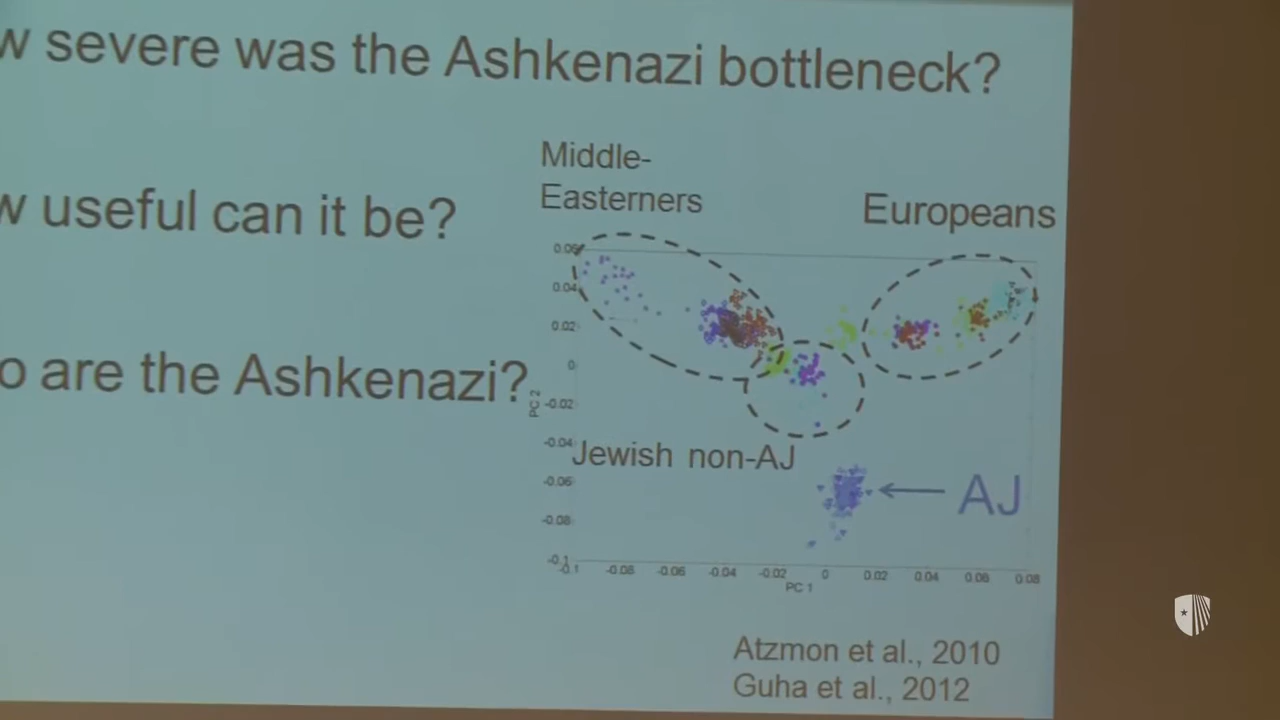 w severe was the Ashkenazi bottleneck?
w useful can it be?
o are the Ashkenazi?
Middle-
Easterners
Europeans
0.06
0.04
0.02
0
-0.02
-0.04
-0.06
-0.08
-0.1
PC 2
Jewish non-AJ
AJ
-0.1 -0.08 -0.06 -0.04 -0.02 0 0.02 0.04 0.06 0.08
PC 1
Atzmon et al., 2010
Guha et al., 2012